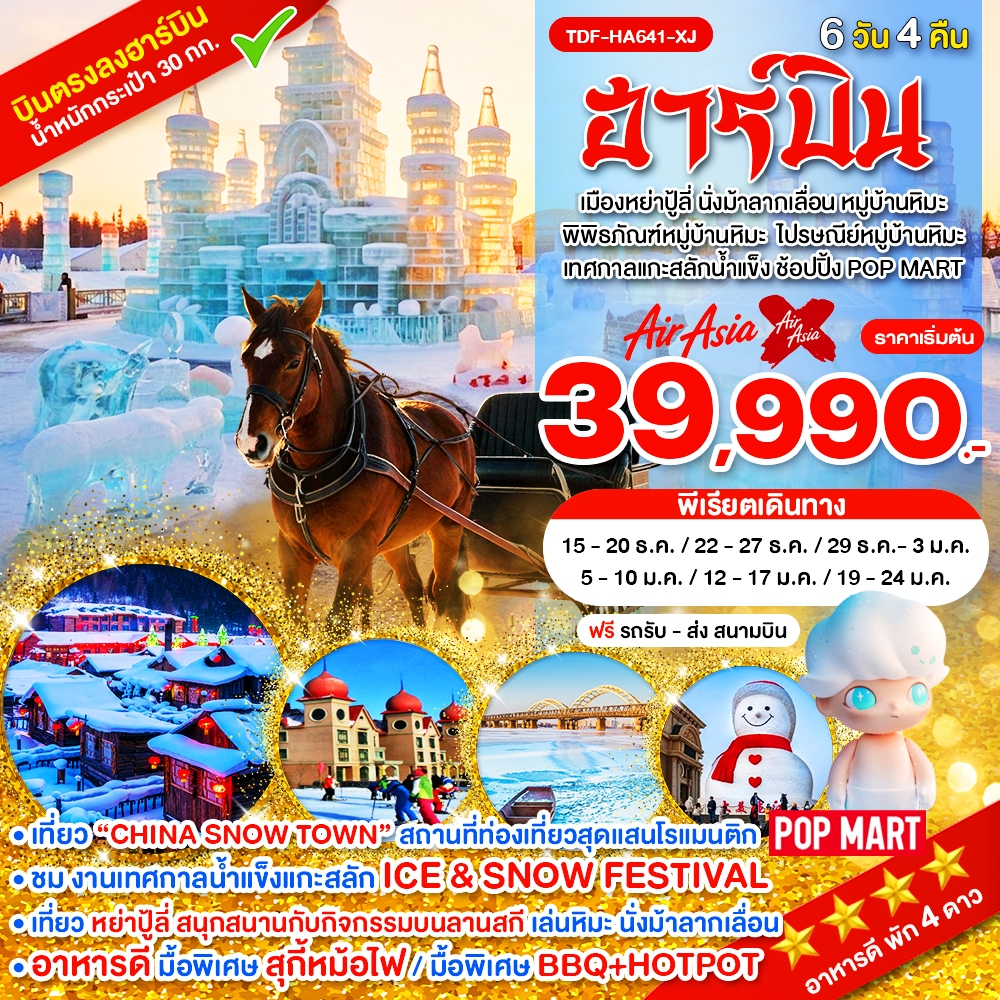 บินตรงลงฮาร์บิน
น้ำหนักกระเป๋า 30 กก.
TDF-HA641-XJ
6 วัน 4 คืน
ฮาร์บิน
เมืองหย่าปู้ลี่ นั่งม้าลากเลื่อน หมู่บ้านหิมะ
พิพิธภัณฑ์หมู่บ้านหิมะ ไปรษณีย์หมู่บ้านหิมะ
เทศกาลแกะสลักน้ำแข็ง ช้อปปิ้ง POP MART
AirAsia X Air Asia
ราคาเริ่มต้น
39,990.-
พีเรียตเดินทาง
15 - 20 ธ.ค. / 22 - 27 ธ.ค. / 29 ธ.ค.- 3 ม.ค.
5 - 10 ม.ค. / 12 - 17 ม.ค. / 19 - 24 ม.ค.
ฟรี รถรับ - ส่ง สนามบิน
• เที่ยว “CHINA SNOW TOWN” สถานที่ท่องเที่ยวสุดแสนโรแมนติก
POP MART
• ชม งานเทศกาลน้ำแข็งแกะสลัก ICE & SNOW FESTIVAL
• เที่ยว หย่าปู้ลี่ สนุกสนานกับกิจกรรมบนลานสกี เล่นหิมะ นั่งม้าลากเลื่อน
• อาหารดี มื้อพิเศษ สุกี้หม้อไฟ / มื้อพิเศษ BBQ+HOTPOT
อาหารดี พัก 4 ดาว